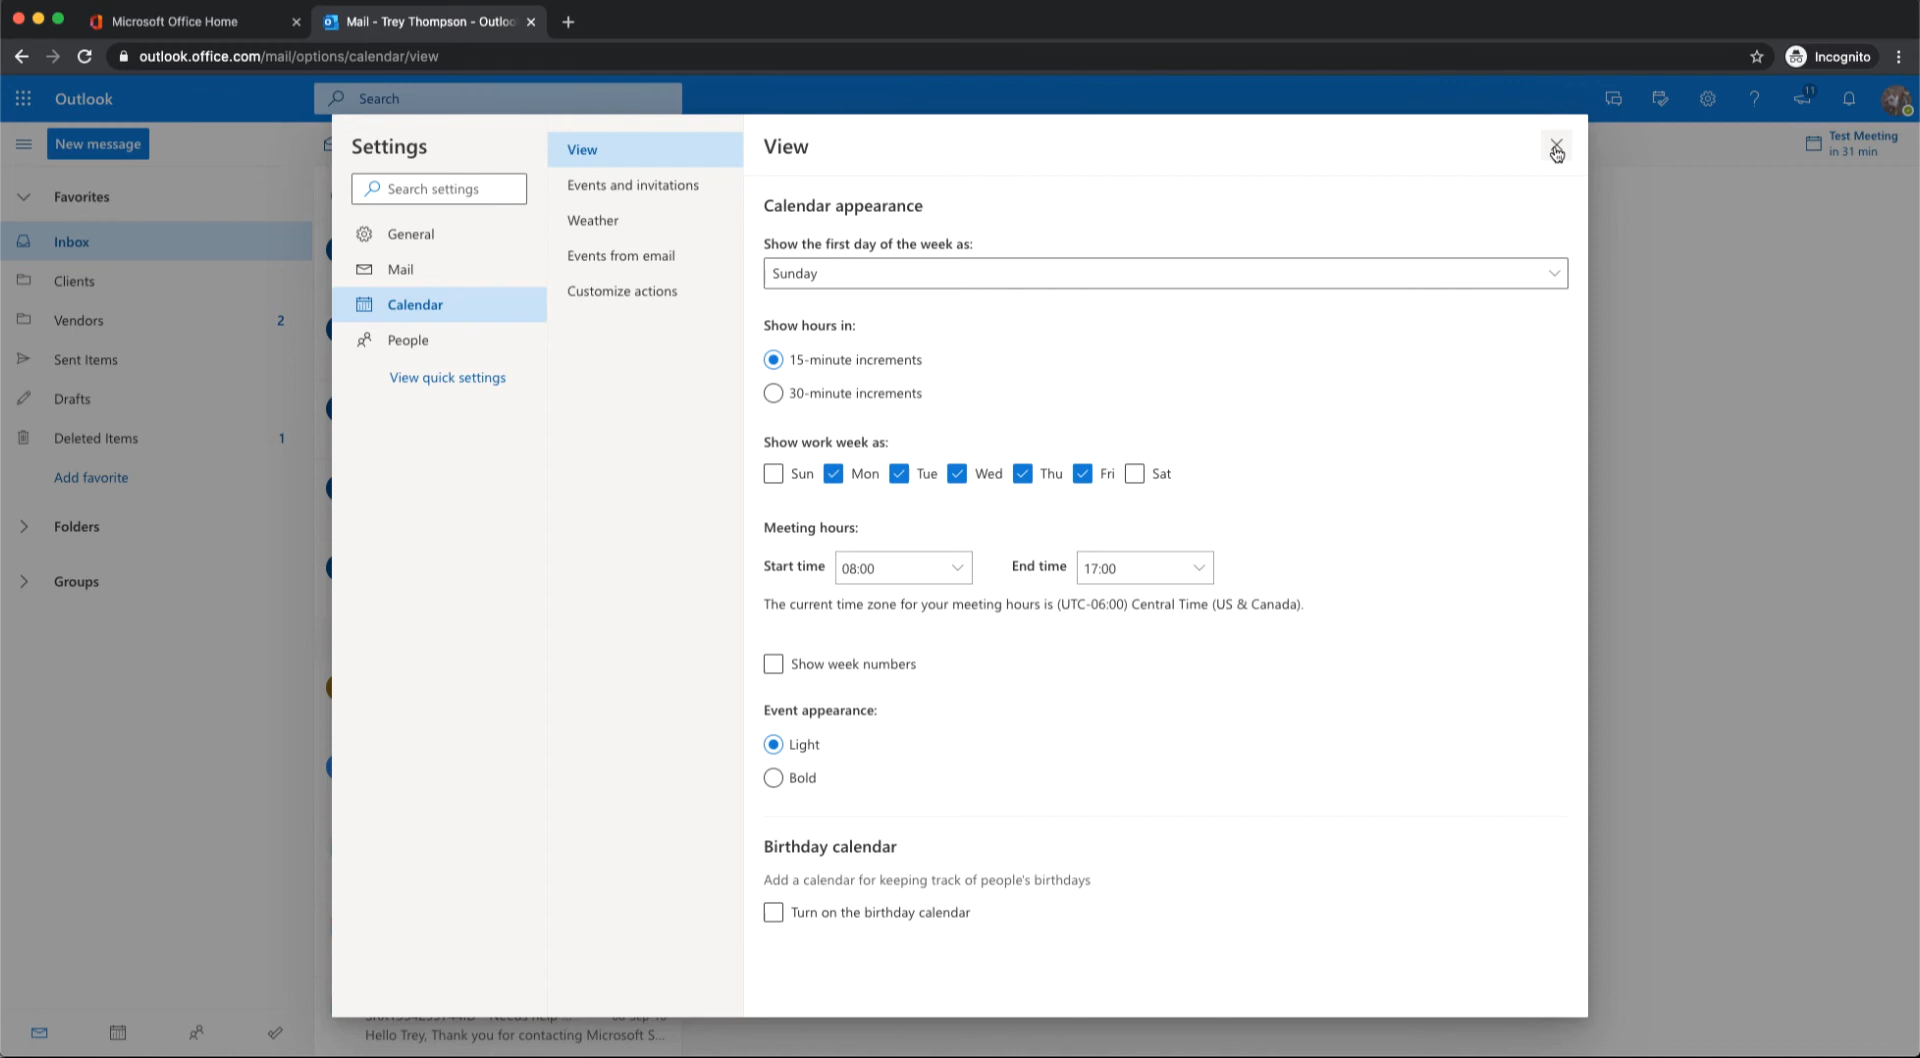 Microsoft Office Home
Mail - Trey Thompson - Outloo
outlook.office.com/mail/options/calendar/view
Incognito
Outlook
Search
11
New message
Test Meeting
in 31 min
Favorites
Inbox
Clients
Vendors 2
Sent Items
Drafts
Deleted Items 1
Add favorite
Folders
Groups
Settings
Search settings
General
Mail
Calendar
People
View quick settings
View
Events and invitations
Weather
Events from email
Customize actions
View
Calendar appearance
Show the first day of the week as:
Sunday
Show hours in:
15-minute increments
30-minute increments
Show work week as:
Sun Mon Tue Wed Thu Fri Sat
Meeting hours:
Start time 08:00 End time 17:00
The current time zone for your meeting hours is (UTC-06:00) Central Time (US & Canada).
Show week numbers
Event appearance:
Light
Bold
Birthday calendar
Add a calendar for keeping track of people's birthdays
Turn on the birthday calendar
Hello Trey, Thank you for contacting Microsoft S...